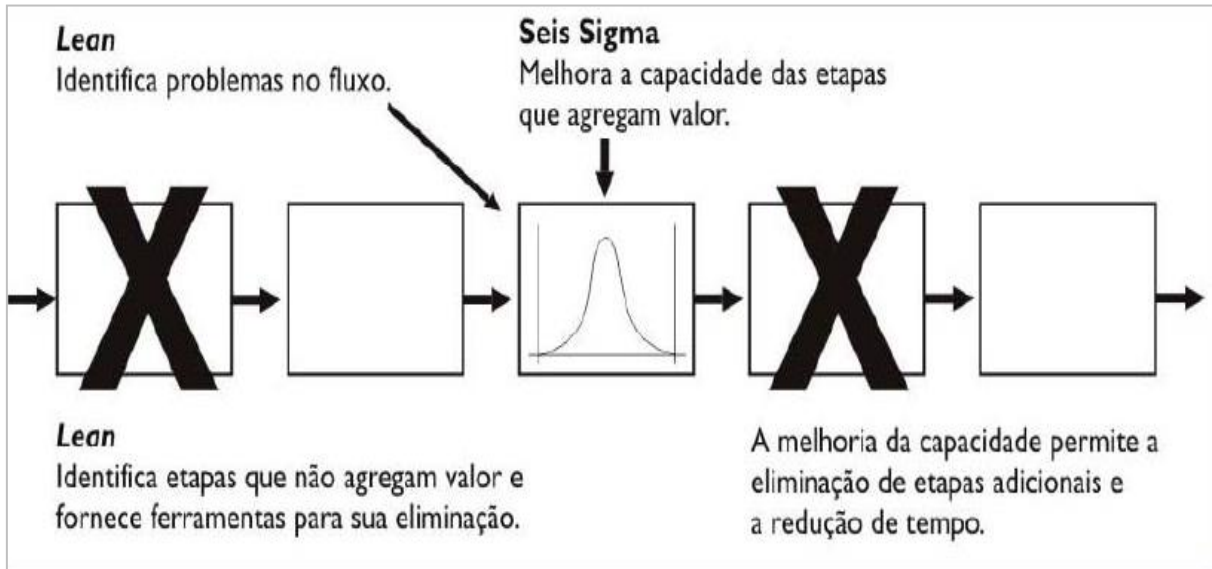 Lean
Identifica problemas no fluxo.
Seis Sigma
Melhora a capacidade das etapas
que agregam valor.
Lean
Identifica etapas que não agregam valor e
fornece ferramentas para sua eliminação.
A melhoria da capacidade permite a
eliminação de etapas adicionais e
a redução de tempo.